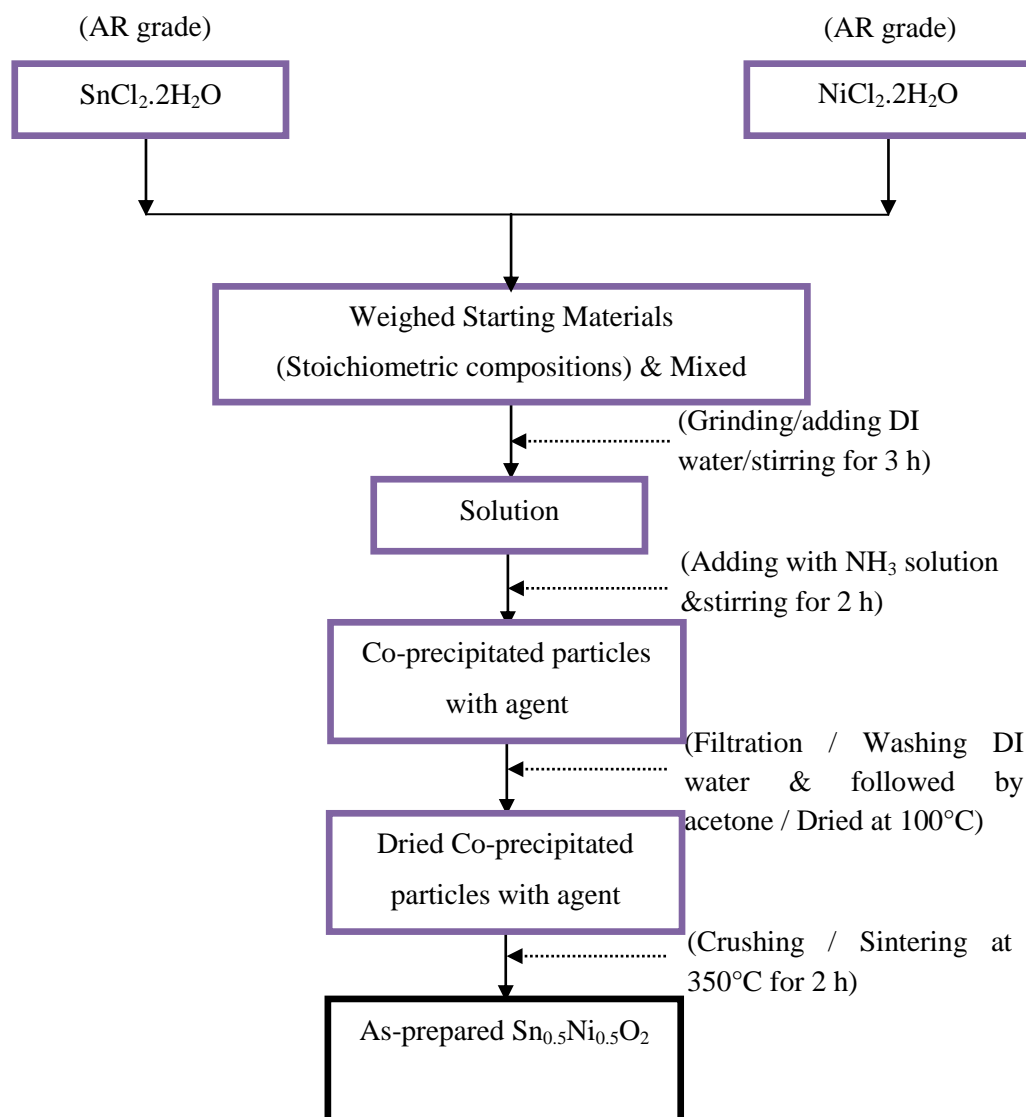 (AR grade)
(AR grade)
SnCl₂.2H₂O
NiCl₂.2H₂O
Weighed Starting Materials
(Stoichiometric compositions) & Mixed
(Grinding/adding DI
water/stirring for 3 h)
Solution
(Adding with NH₃ solution
&stirring for 2 h)
Co-precipitated particles
with agent
(Filtration / Washing DI
water & followed by
acetone / Dried at 100°C)
Dried Co-precipitated
particles with agent
(Crushing / Sintering at
350°C for 2 h)
As-prepared Sn₀.₅Ni₀.₅O₂